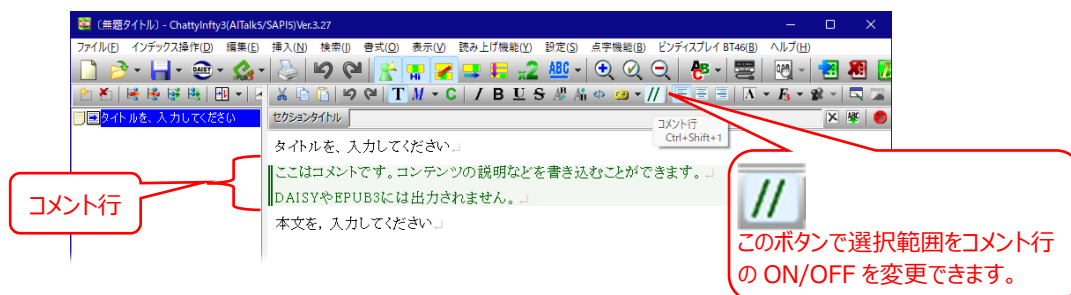 〔無題タイトル〕 - ChattyInfty3(AITalk5/SAPI5)Ver.3.27
ファイル(F) インデックス操作(D) 編集(E) 挿入(N) 検索(I) 書式(O) 表示(V) 読み上げ機能(Y) 設定(S) 点字機能(B) ピンディスプレイ BT46(B) ヘルプ(H)
DAISY Hi x2 ABC
T M C I B U S //
タイトルを、入力してください
セクションタイトル
コメント行
Ctrl+Shift+1
タイトルを、入力してください
ここはコメントです。コンテンツの説明などを書き込むことができます。
DAISYやEPUB3には出力されません。
本文を, 入力してください
コメント行
//
このボタンで選択範囲をコメント行
の ON/OFF を変更できます。